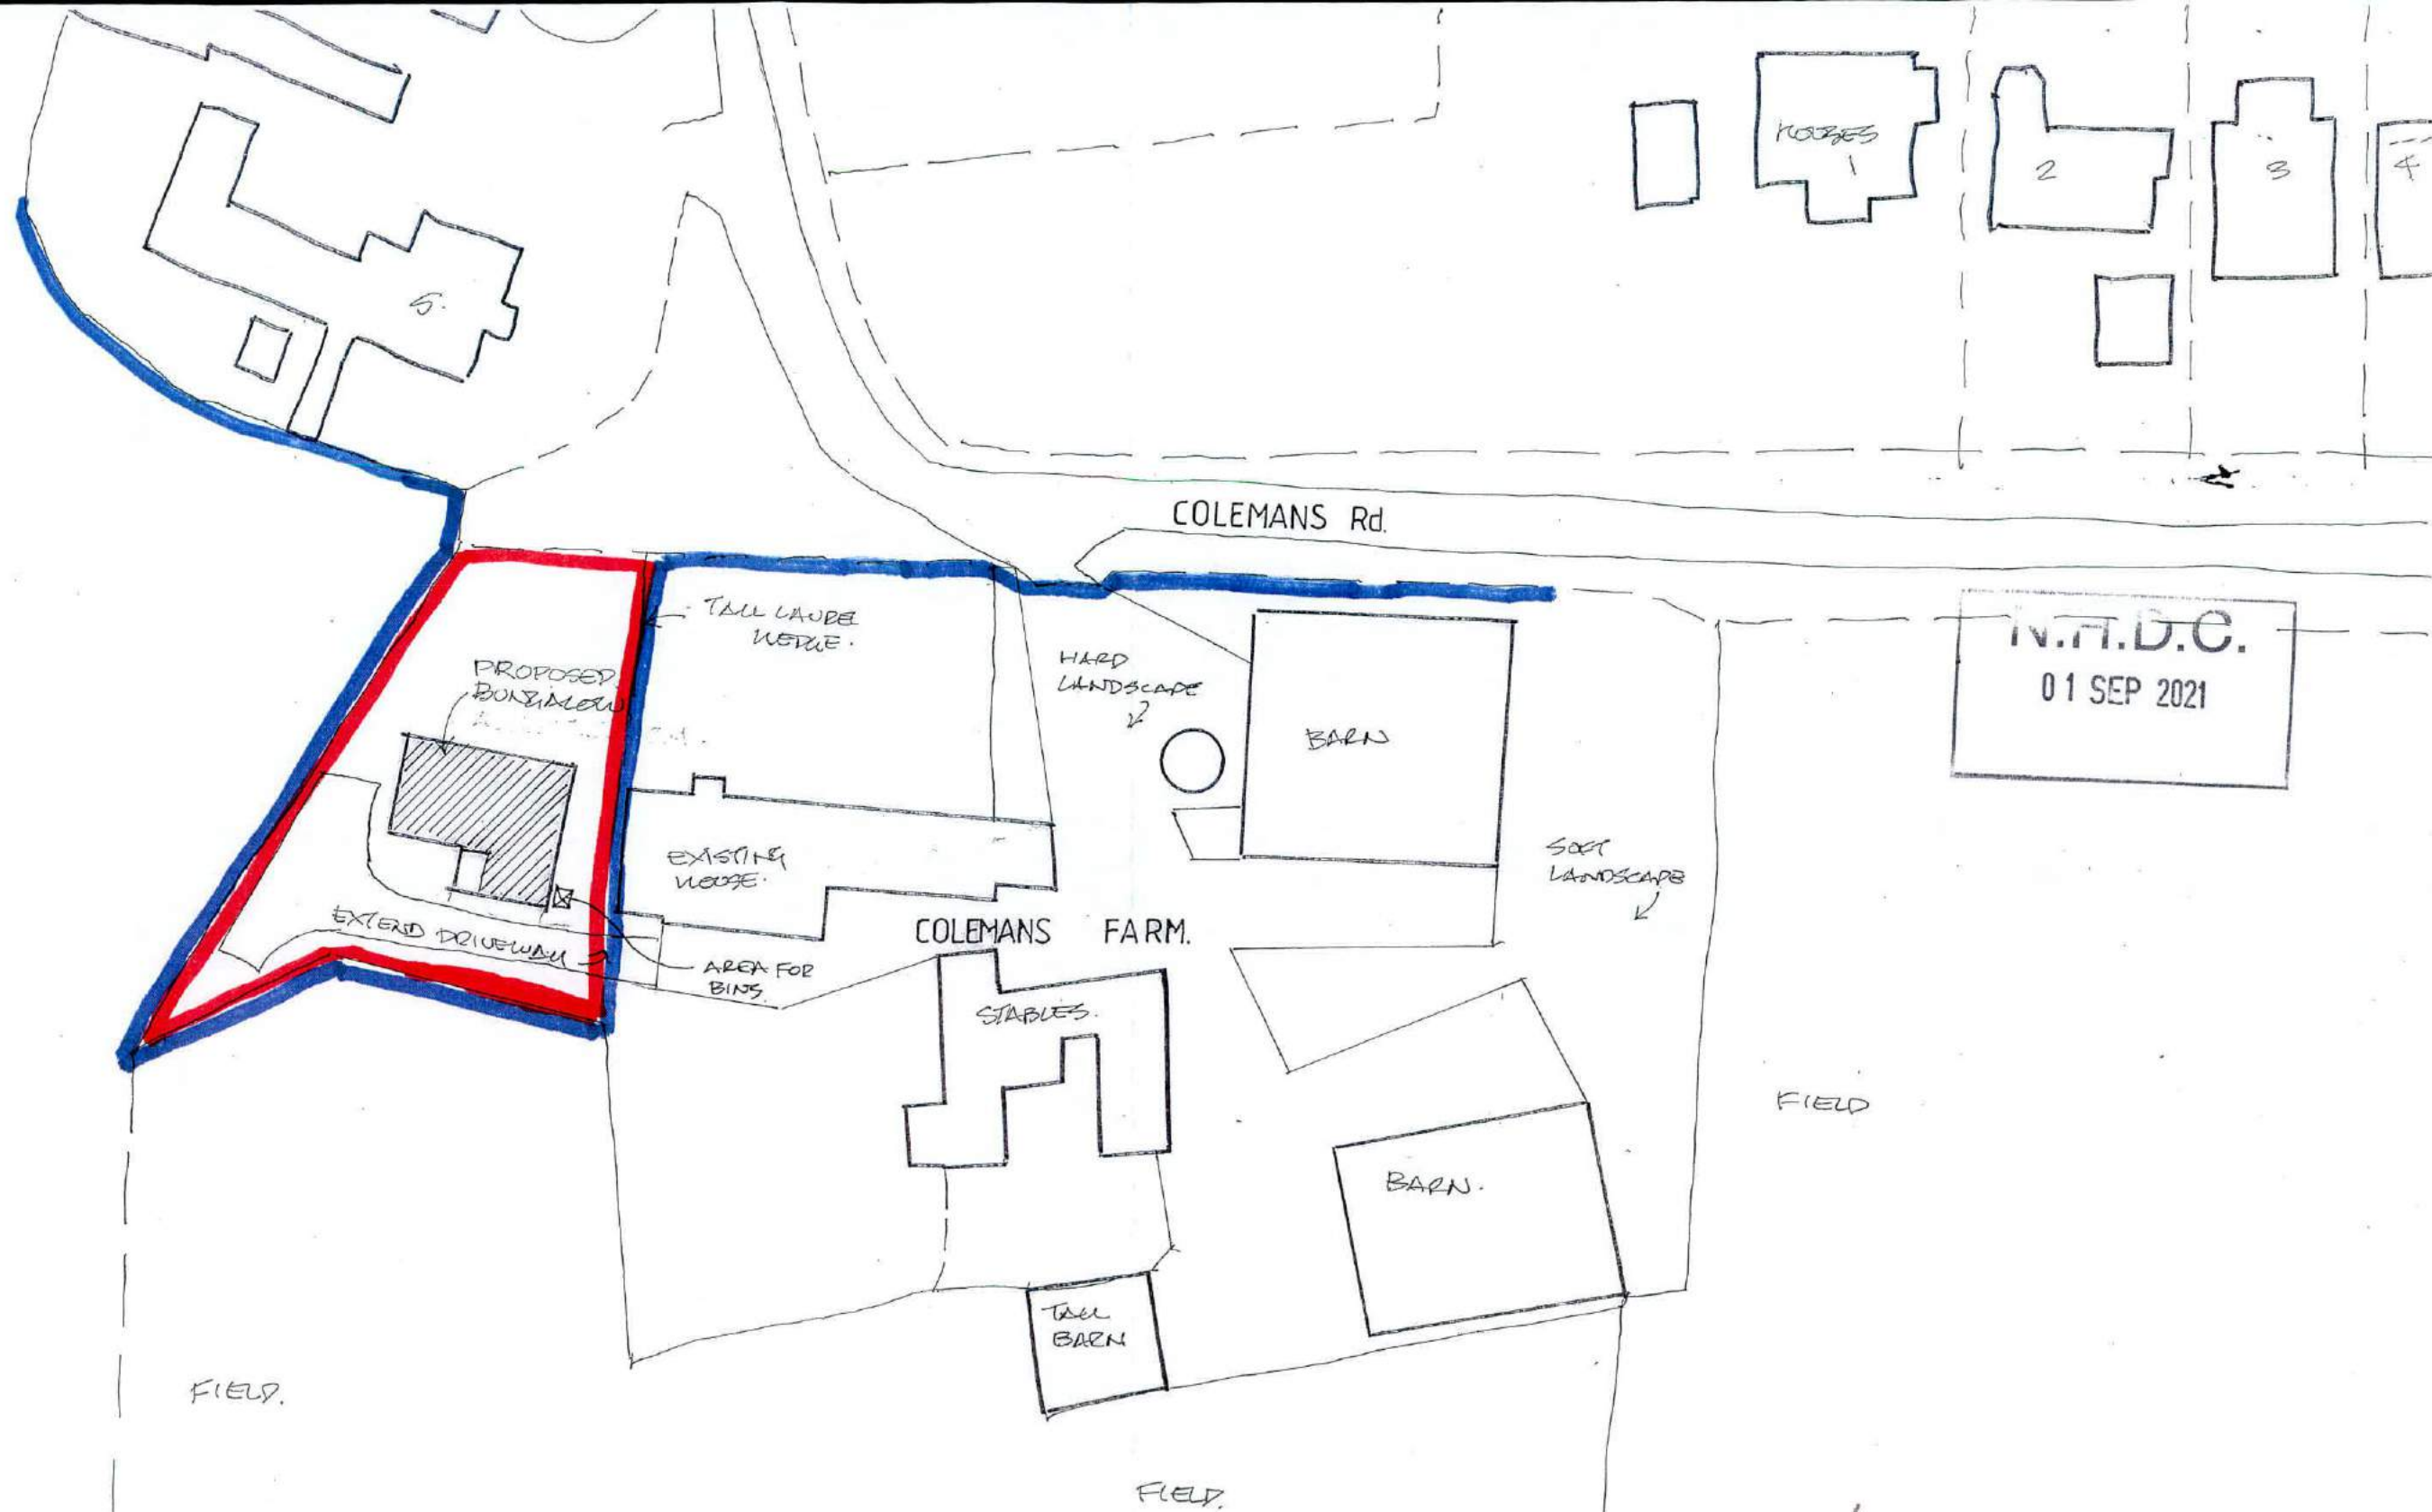 HOUSES
1
2
3
4
5.
COLEMANS Rd.
TALL LAUREL
HEDGE.
N.H.D.C.
01 SEP 2021
PROPOSED
BUNGALOW
HARD
LANDSCAPE
BARN
EXISTING
HOUSE.
SOFT
LANDSCAPE
EXTEND DRIVEWAY
COLEMANS FARM.
AREA FOR
BINS.
STABLES.
FIELD
BARN.
TALL
BARN
FIELD.
FIELD.